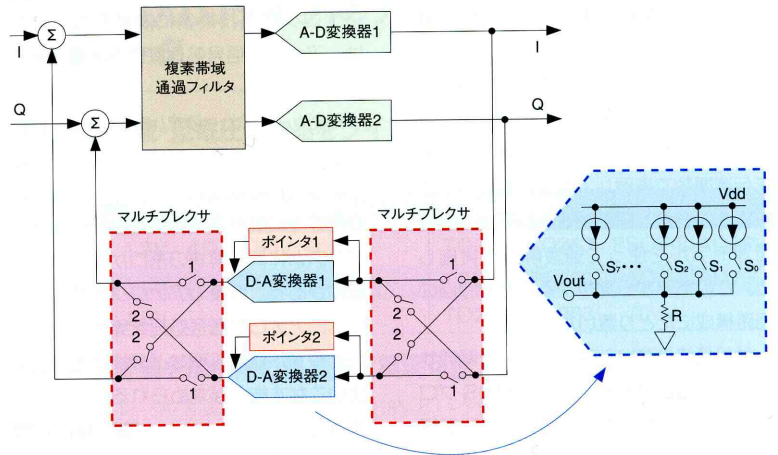 I
Σ
複素帯域
通過フィルタ
A-D変換器1
I
Q
Σ
A-D変換器2
Q
マルチプレクサ
マルチプレクサ
ポインタ1
D-A変換器1
ポインタ2
D-A変換器2
1
2
2
1
1
2
2
1
Vdd
S₇・・・
S₂
S₁
S₀
Vout
R